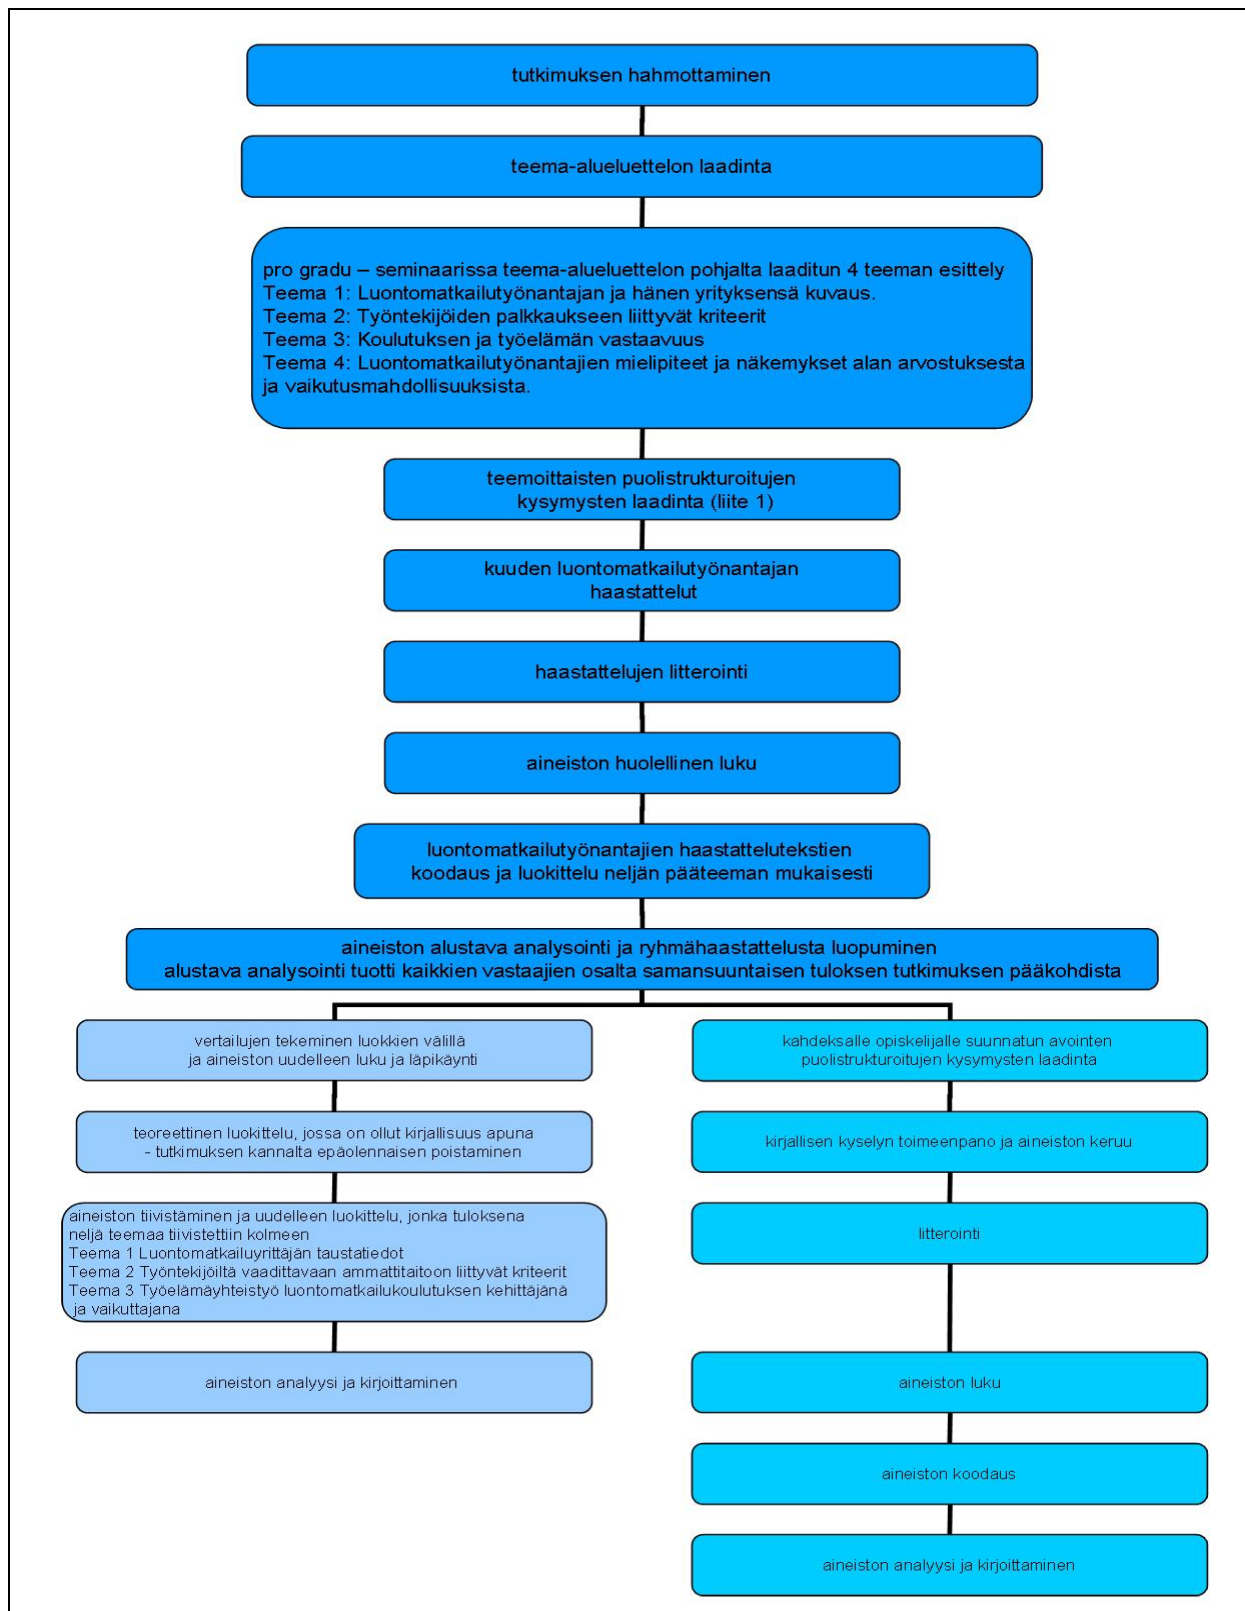 tutkimuksen hahmottaminen
teema-alueluettelon laadinta
pro gradu – seminaarissa teema-alueluettelon pohjalta laaditun 4 teeman esittely
Teema 1: Luontomatkailutyönantajan ja hänen yrityksensä kuvaus.
Teema 2: Työntekijöiden palkkaukseen liittyvät kriteerit
Teema 3: Koulutuksen ja työelämän vastaavuus
Teema 4: Luontomatkailutyönantajien mielipiteet ja näkemykset alan arvostuksesta
ja vaikutusmahdollisuuksista.
teemoittaisten puolistrukturoitujen
kysymysten laadinta (liite 1)
kuuden luontomatkailutyönantajan
haastattelut
haastattelujen litterointi
aineiston huolellinen luku
luontomatkailutyönantajien haastattelutekstien
koodaus ja luokittelu neljän pääteeman mukaisesti
aineiston alustava analysointi ja ryhmähaastattelusta luopuminen
alustava analysointi tuotti kaikkien vastaajien osalta samansuuntaisen tuloksen tutkimuksen pääkohdista
vertailujen tekeminen luokkien välillä
ja aineiston uudelleen luku ja läpikäynti
teoreettinen luokittelu, jossa on ollut kirjallisuus apuna
- tutkimuksen kannalta epäolennaisen poistaminen
aineiston tiivistäminen ja uudelleen luokittelu, jonka tuloksena
neljä teemaa tiivistettiin kolmeen
Teema 1 Luontomatkailuyrittäjän taustatiedot
Teema 2 Työntekijöiltä vaadittavaan ammattitaitoon liittyvät kriteerit
Teema 3 Työelämäyhteistyö luontomatkailukoulutuksen kehittäjänä
ja vaikuttajana
aineiston analyysi ja kirjoittaminen
kahdeksalle opiskelijalle suunnatun avointen
puolistrukturoitujen kysymysten laadinta
kirjallisen kyselyn toimeenpano ja aineiston keruu
litterointi
aineiston luku
aineiston koodaus
aineiston analyysi ja kirjoittaminen